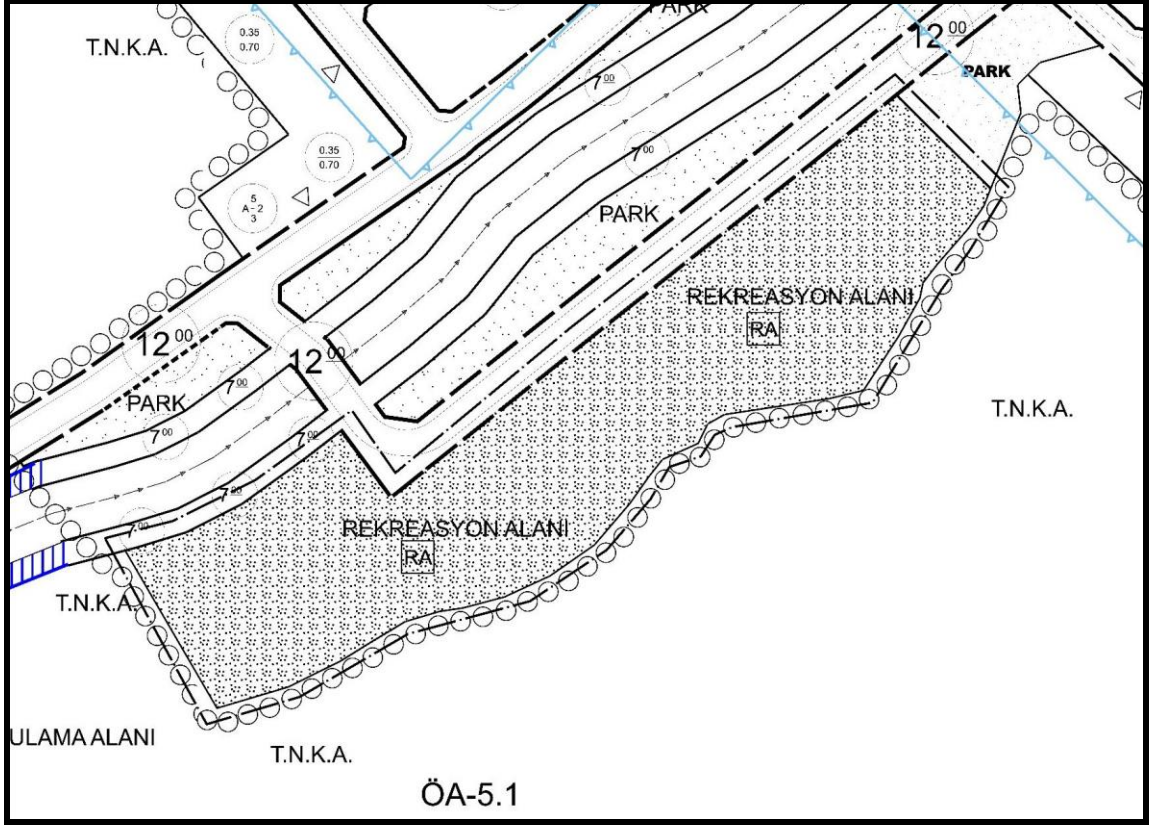 PARK
T.N.K.A.
0.35
0.70
12 00
PARK
7 00
0.35
0.70
7 00
5
A-2
3
PARK
REKREASYON ALANI
RA
12 00
12 00
7 00
PARK
T.N.K.A.
7 00
7.00
7.00
7.00
REKREASYON ALANI
RA
T.N.K.A.
ULAMA ALANI
T.N.K.A.
ÖA-5.1